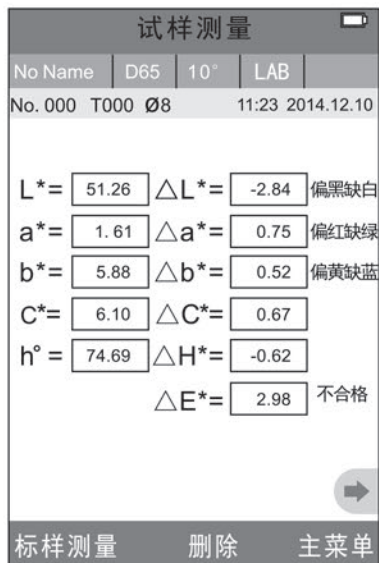 试样测量
No Name D65 10° LAB
No. 000 T000 Ø8 11:23 2014.12.10
L*= 51.26 △L*= -2.84 偏黑缺白
a*= 1.61 △a*= 0.75 偏红缺绿
b*= 5.88 △b*= 0.52 偏黄缺蓝
C*= 6.10 △C*= 0.67
h° = 74.69 △H*= -0.62
△E*= 2.98 不合格
标样测量 删除 主菜单